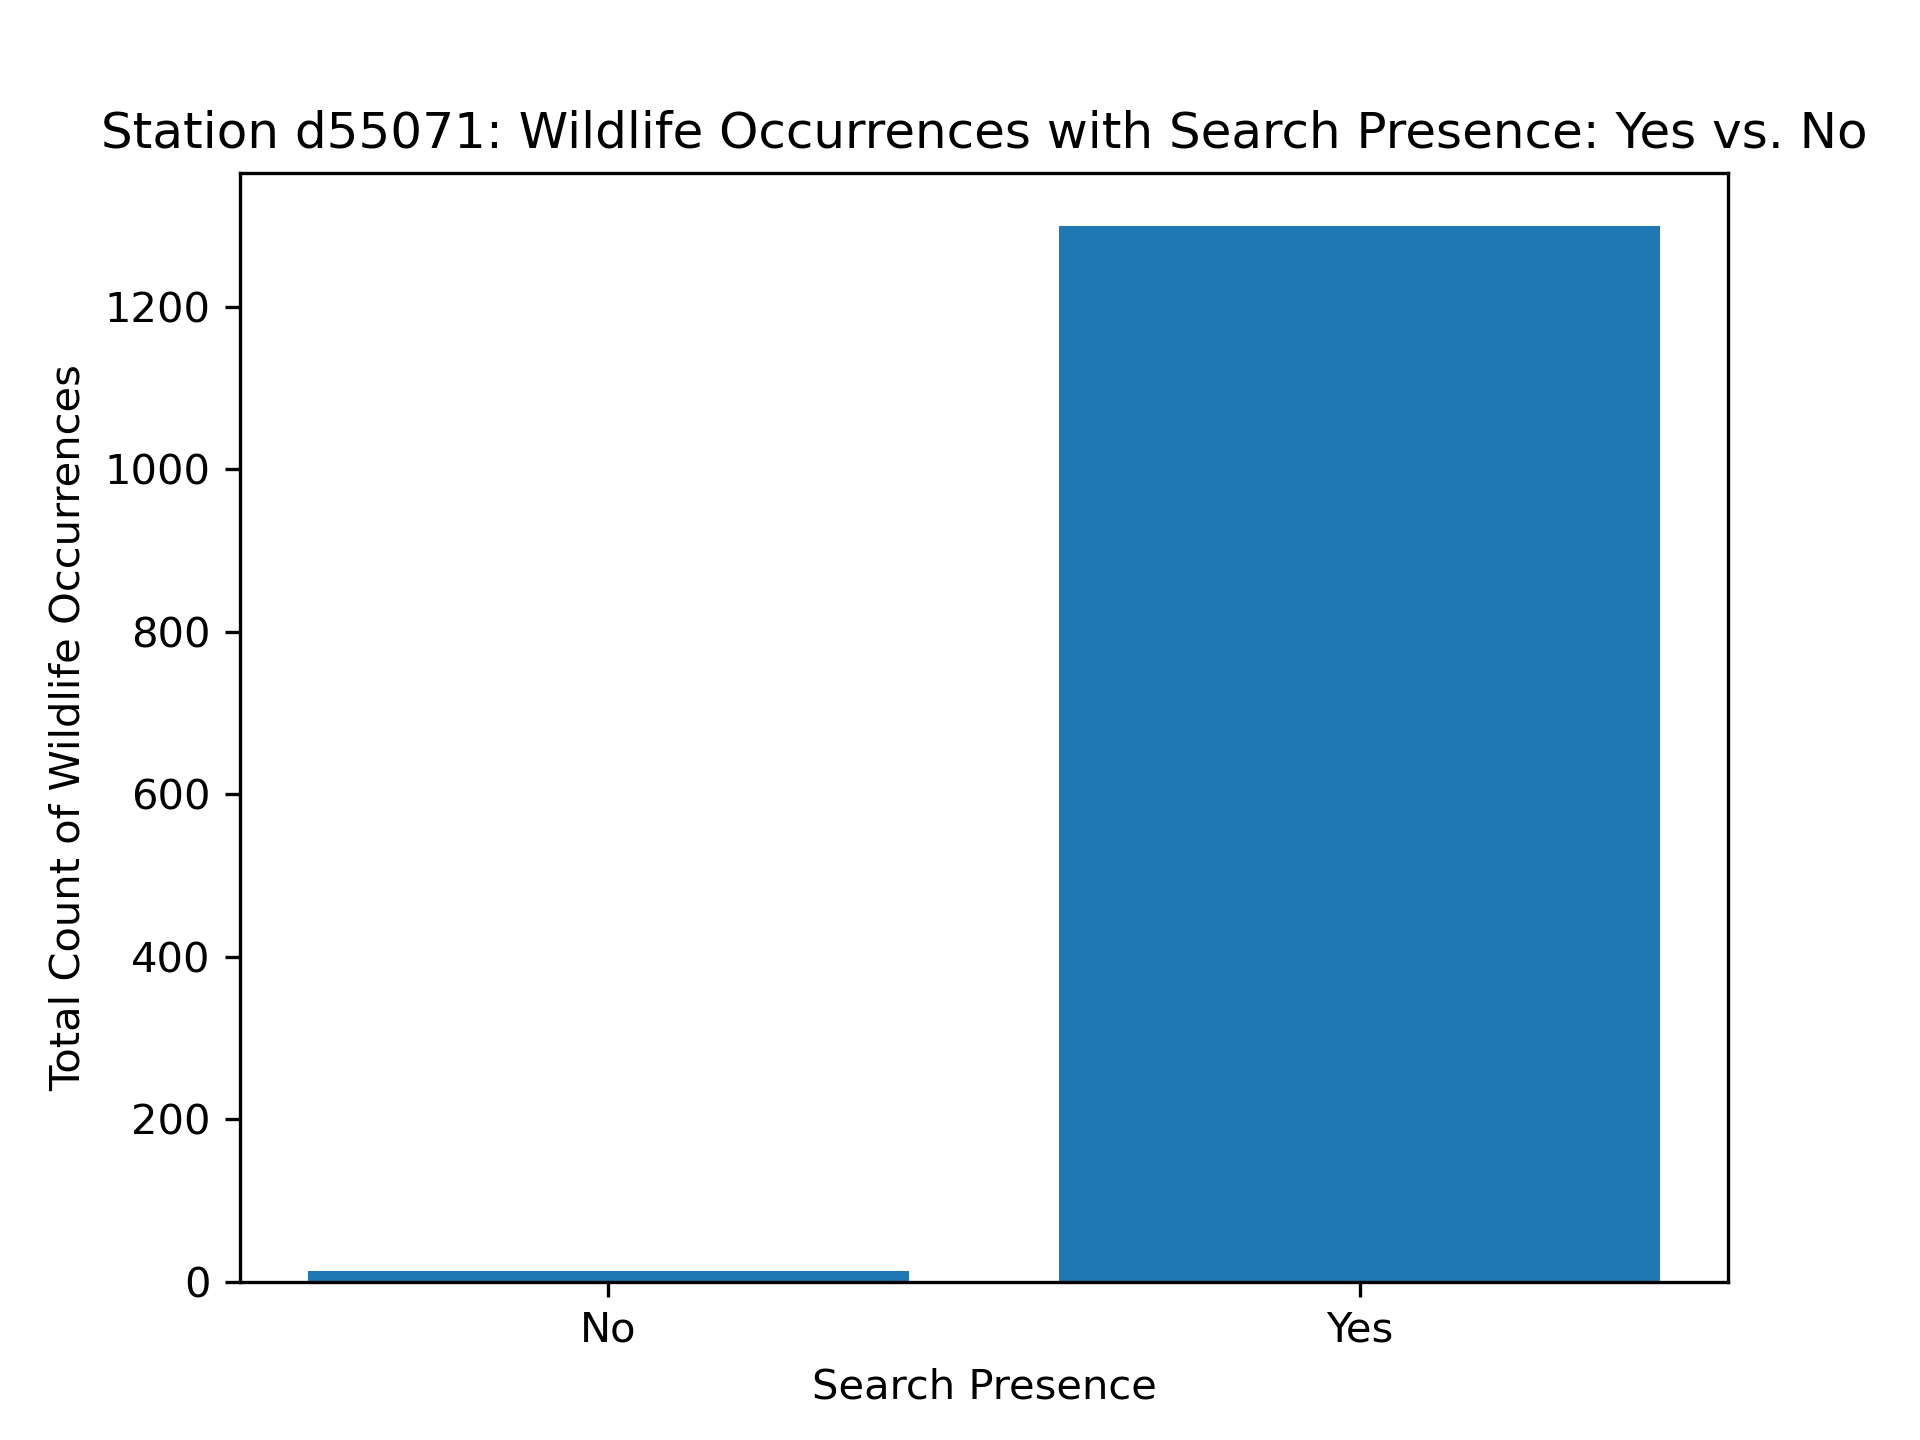 Station d55071: Wildlife Occurrences with Search Presence: Yes vs. No
Total Count of Wildlife Occurrences
1200
1000
800
600
400
200
0
No
Yes
Search Presence